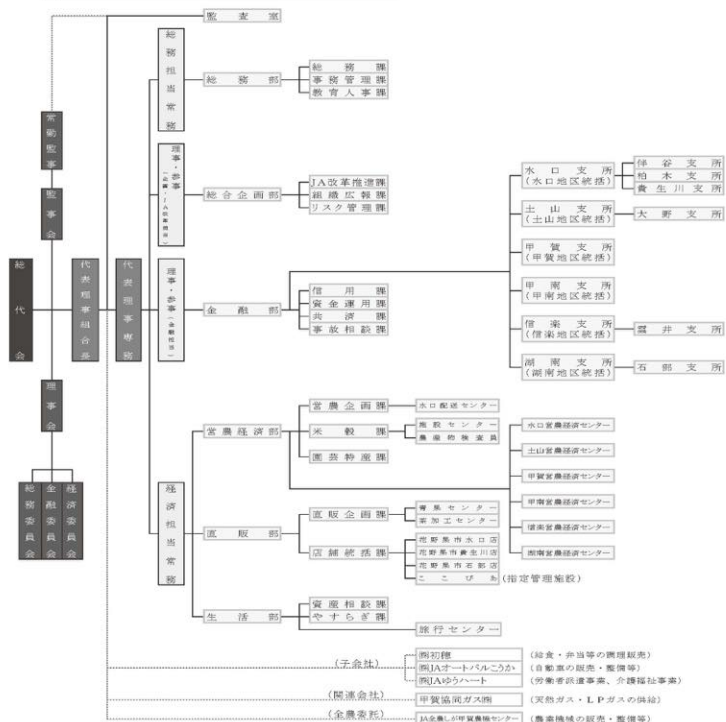 監査室
総務担当常務
総務部
総務課
事務管理課
教育人事課
常勤監事
監事会
総代会
理事会
総務委員会
金融委員会
経済委員会
代表理事組合長
代表理事専務
理事・参事
総合企画部
JA改革推進課
組織広報課
リスク管理課
理事・参事(金融担当)
金融部
信用課
資金運用課
共済課
事故相談課
水口支所
(水口地区統括)
伴谷支所
柏木支所
貴生川支所
土山支所
(土山地区統括)
大野支所
甲賀支所
(甲賀地区統括)
甲南支所
(甲南地区統括)
信楽支所
(信楽地区統括)
雲井支所
湖南支所
(湖南地区統括)
石部支所
経済担当常務
営農経済部
営農企画課
水口配送センター
米穀課
施設センター
農産物検査員
園芸特産課
水口営農経済センター
土山営農経済センター
甲賀営農経済センター
甲南営農経済センター
信楽営農経済センター
湖南営農経済センター
直販部
直販企画課
青果センター
茶加工センター
店舗統括課
花野果市水口店
花野果市貴生川店
花野果市石部店
ここぴあ
(指定管理施設)
生活部
資産相談課
やすらぎ課
旅行センター
(子会社)
㈱初穂
(給食・弁当等の調理販売)
㈱JAオートパルこうか
(自動車の販売・整備等)
㈱JAゆうハート
(労働者派遣事業、介護福祉事業)
(関連会社)
甲賀協同ガス㈱
(天然ガス・LPガスの供給)
(全農委託)
JA全農しが甲賀農機センター
(農業機械の販売・整備等)